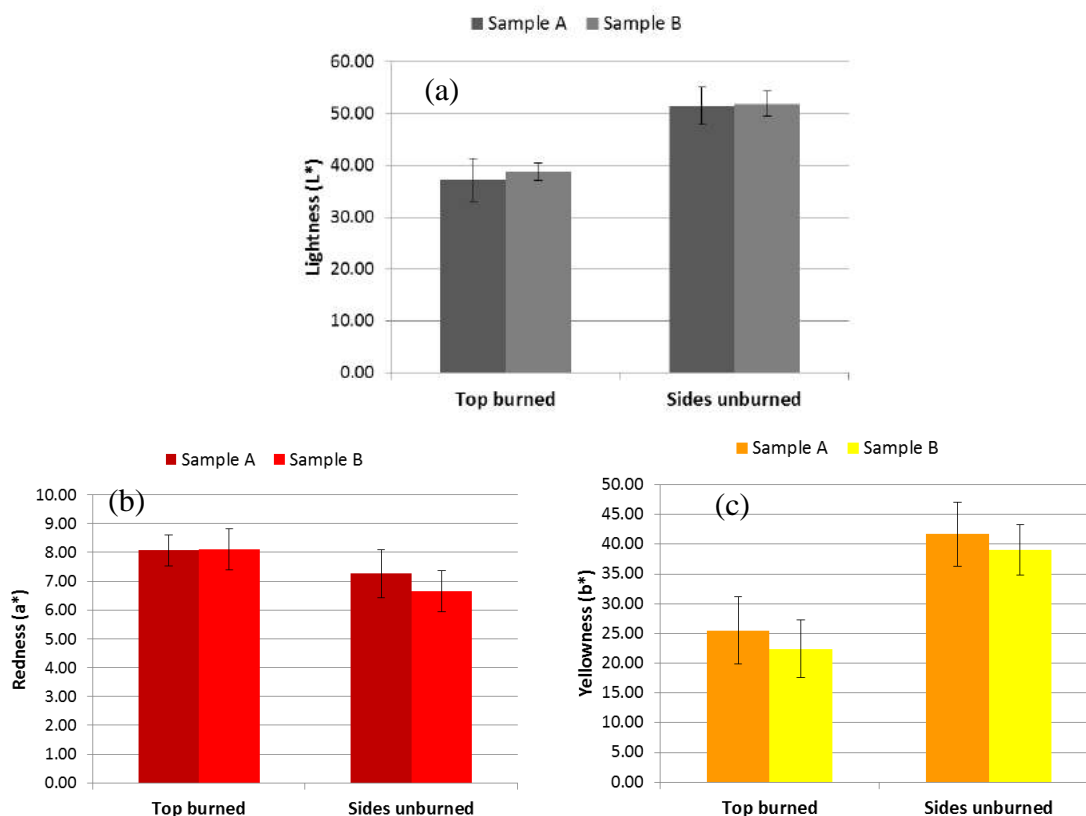 Sample A Sample B
(a)
60.00
50.00
40.00
30.00
20.00
10.00
0.00
Lightness (L*)
Top burned Sides unburned
Sample A Sample B
(b)
10.00
9.00
8.00
7.00
6.00
5.00
4.00
3.00
2.00
1.00
0.00
Redness (a*)
Top burned Sides unburned
Sample A Sample B
(c)
50.00
45.00
40.00
35.00
30.00
25.00
20.00
15.00
10.00
5.00
0.00
Yellowness (b*)
Top burned Sides unburned